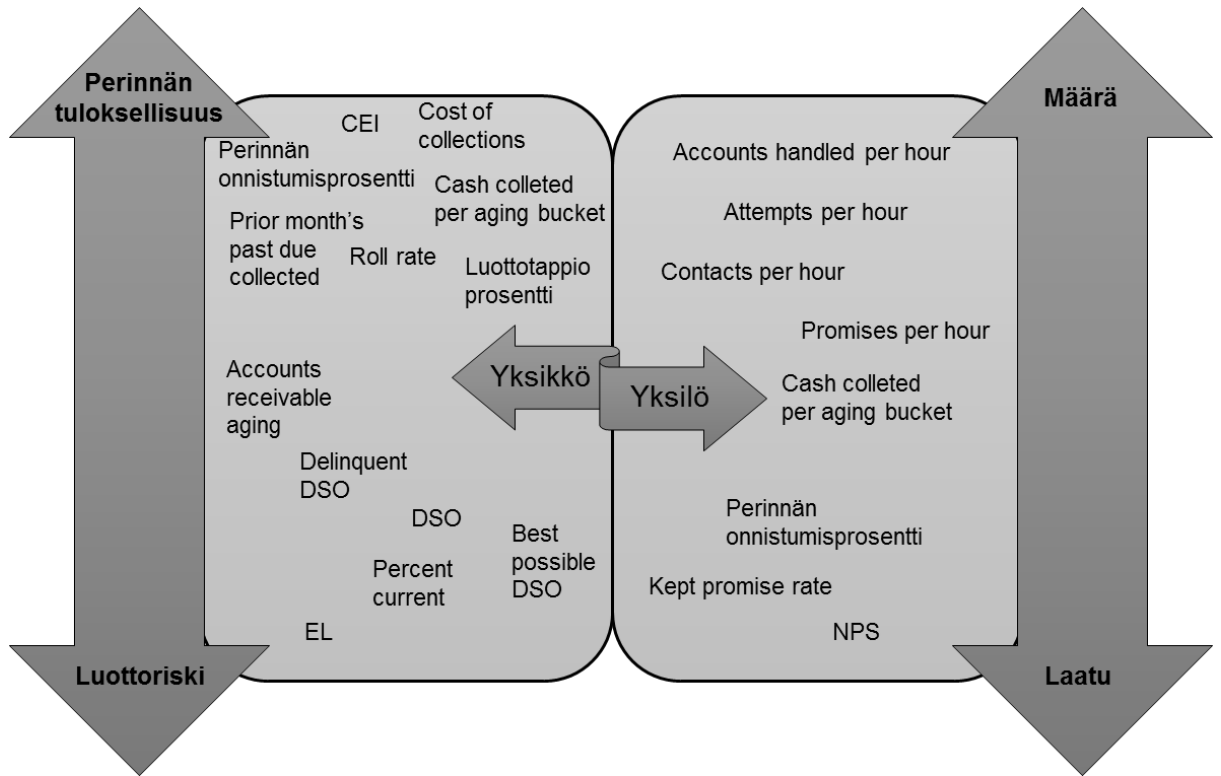 Perinnän
tuloksellisuus
CEI
Cost of
collections
Perinnän
onnistumisprosentti
Cash colleted
per aging bucket
Prior month's
past due
collected
Roll rate
Luottotappio
prosentti
Accounts
receivable
aging
Yksikkö
Delinquent
DSO
DSO
Best
possible
DSO
Percent
current
EL
Luottoriski
Määrä
Accounts handled per hour
Attempts per hour
Contacts per hour
Promises per hour
Yksilö
Cash colleted
per aging bucket
Perinnän
onnistumisprosentti
Kept promise rate
NPS
Laatu